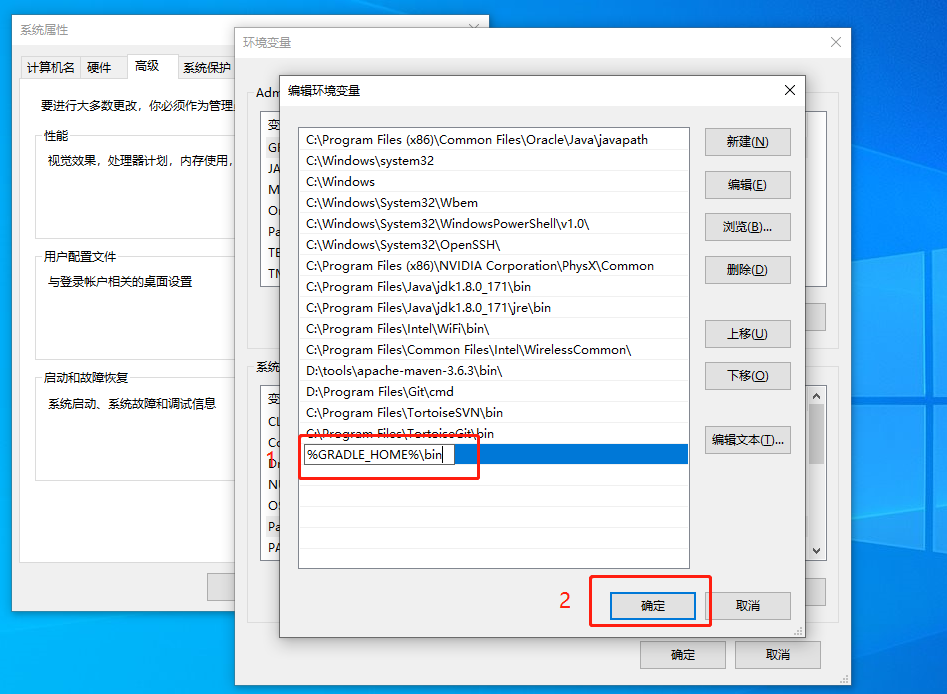 系统属性
环境变量
计算机名
硬件
高级
系统保护
要进行大多数更改，你必须作为管理
性能
视觉效果，处理器计划，内存使用，
用户配置文件
与登录帐户相关的桌面设置
启动和故障恢复
系统启动、系统故障和调试信息
Adm
变
JA
M
Pa
TE
TN
系统
变
CL
Co
Dr
NU
OS
Pa
PA
编辑环境变量
C:\Program Files (x86)\Common Files\Oracle\Java\javapath
C:\Windows\system32
C:\Windows
C:\Windows\System32\Wbem
C:\Windows\System32\WindowsPowerShell\v1.0\
C:\Windows\System32\OpenSSH\
C:\Program Files (x86)\NVIDIA Corporation\PhysX\Common
C:\Program Files\Java\jdk1.8.0_171\bin
C:\Program Files\Java\jdk1.8.0_171\jre\bin
C:\Program Files\Intel\WiFi\bin\
C:\Program Files\Common Files\Intel\WirelessCommon\
D:\tools\apache-maven-3.6.3\bin\
D:\Program Files\Git\cmd
C:\Program Files\TortoiseSVN\bin
C:\Program Files\TortoiseGit\bin
1
%GRADLE_HOME%\bin
新建(N)
编辑(E)
浏览(B)...
删除(D)
上移(U)
下移(O)
编辑文本(T)...
2
确定
取消
确定
取消